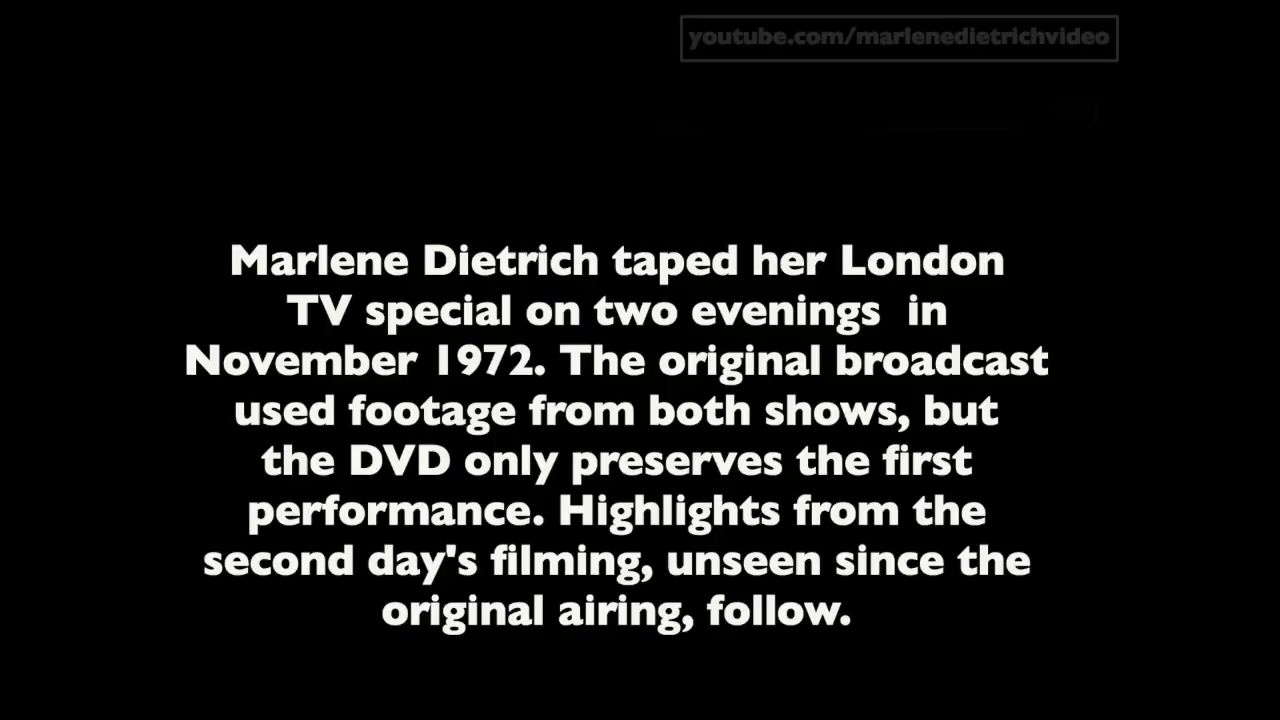 youtube.com/marlenedietrichvideo
Marlene Dietrich taped her London
TV special on two evenings  in
November 1972. The original broadcast
used footage from both shows, but
the DVD only preserves the first
performance. Highlights from the
second day's filming, unseen since the
original airing, follow.